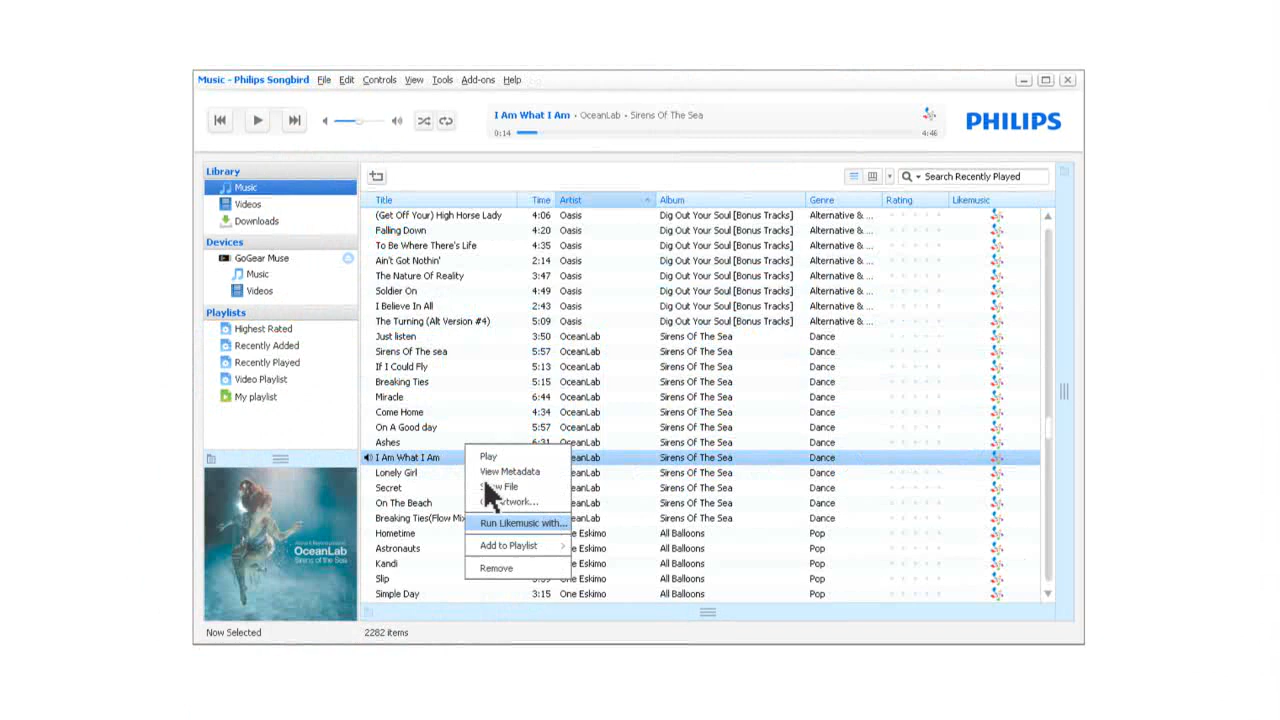 Music - Philips Songbird File Edit Controls View Tools Add-ons Help
I Am What I Am • OceanLab • Sirens Of The Sea
0:14 4:46
PHILIPS
Library
Music
Videos
Downloads
Devices
GoGear Muse
Music
Videos
Playlists
Highest Rated
Recently Added
Recently Played
Video Playlist
My playlist
OceanLab
Sirens of the Sea
Now Selected
Search Recently Played
Title Time Artist Album Genre Rating Likemusic
(Get Off Your) High Horse Lady 4:06 Oasis Dig Out Your Soul [Bonus Tracks] Alternative & ...
Falling Down 4:20 Oasis Dig Out Your Soul [Bonus Tracks] Alternative & ...
To Be Where There's Life 4:35 Oasis Dig Out Your Soul [Bonus Tracks] Alternative & ...
Ain't Got Nothin' 2:14 Oasis Dig Out Your Soul [Bonus Tracks] Alternative & ...
The Nature Of Reality 3:47 Oasis Dig Out Your Soul [Bonus Tracks] Alternative & ...
Soldier On 4:49 Oasis Dig Out Your Soul [Bonus Tracks] Alternative & ...
I Believe In All 2:43 Oasis Dig Out Your Soul [Bonus Tracks] Alternative & ...
The Turning (Alt Version #4) 5:09 Oasis Dig Out Your Soul [Bonus Tracks] Alternative & ...
Just listen 3:50 OceanLab Sirens Of The Sea Dance
Sirens Of The sea 5:57 OceanLab Sirens Of The Sea Dance
If I Could Fly 5:13 OceanLab Sirens Of The Sea Dance
Breaking Ties 5:15 OceanLab Sirens Of The Sea Dance
Miracle 6:44 OceanLab Sirens Of The Sea Dance
Come Home 4:34 OceanLab Sirens Of The Sea Dance
On A Good day 5:57 OceanLab Sirens Of The Sea Dance
Ashes 6:31 OceanLab Sirens Of The Sea Dance
I Am What I Am Sirens Of The Sea Dance
Lonely Girl Sirens Of The Sea Dance
Secret Sirens Of The Sea Dance
On The Beach Sirens Of The Sea Dance
Breaking Ties(Flow Mix Sirens Of The Sea Dance
Hometime Eskimo All Balloons Pop
Astronauts Eskimo All Balloons Pop
Kandi Eskimo All Balloons Pop
Slip Eskimo All Balloons Pop
Simple Day 3:15 One Eskimo All Balloons Pop
Play
View Metadata
File
Run Likemusic with...
Add to Playlist
Remove
2282 items